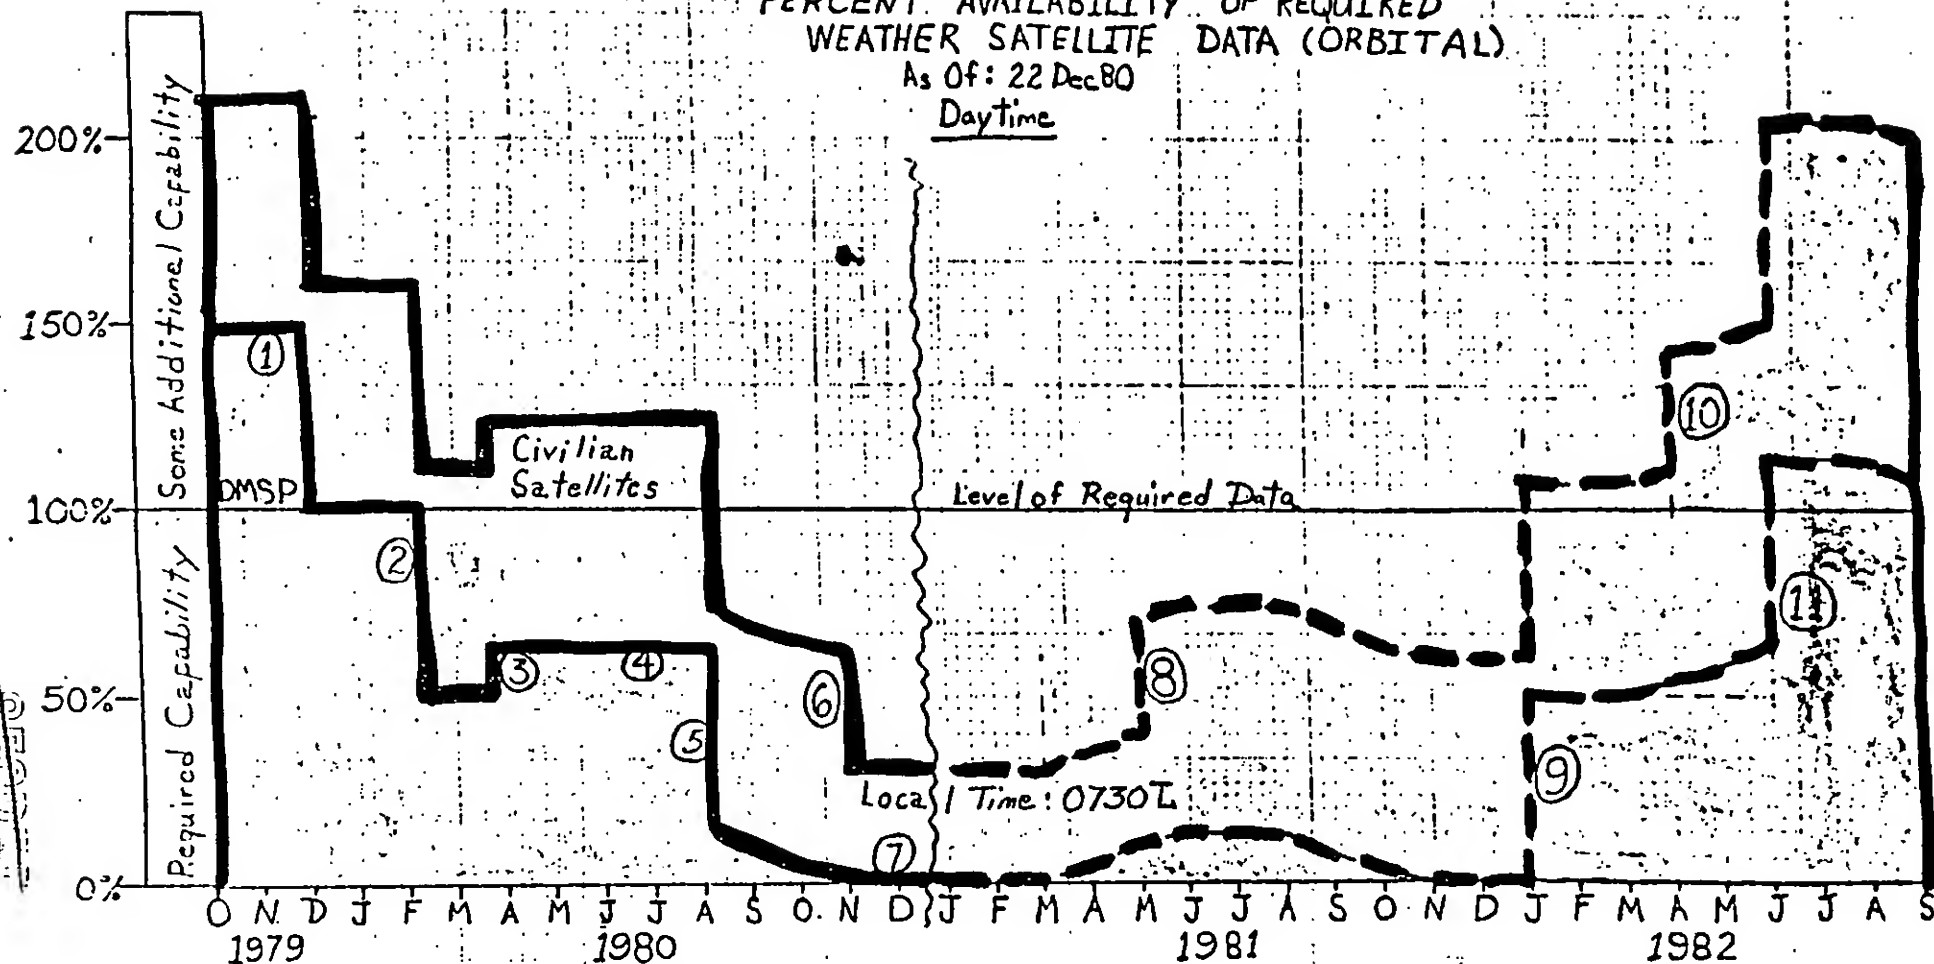 PERCENT AVAILABILITY OF REQUIRED
WEATHER SATELLITE DATA (ORBITAL)
As Of: 22 Dec 80
Daytime
200%
150%
100%
50%
0%
Some Additional Capability
Required Capability
DMSP
Civilian
Satellites
Level of Required Data
Local Time: 0730L
1
2
3
4
5
6
7
8
9
10
11
O N D J F M A M J J A S O N D J F M A M J J A S O N D J F M A M J J A S
1979 1980 1981 1982